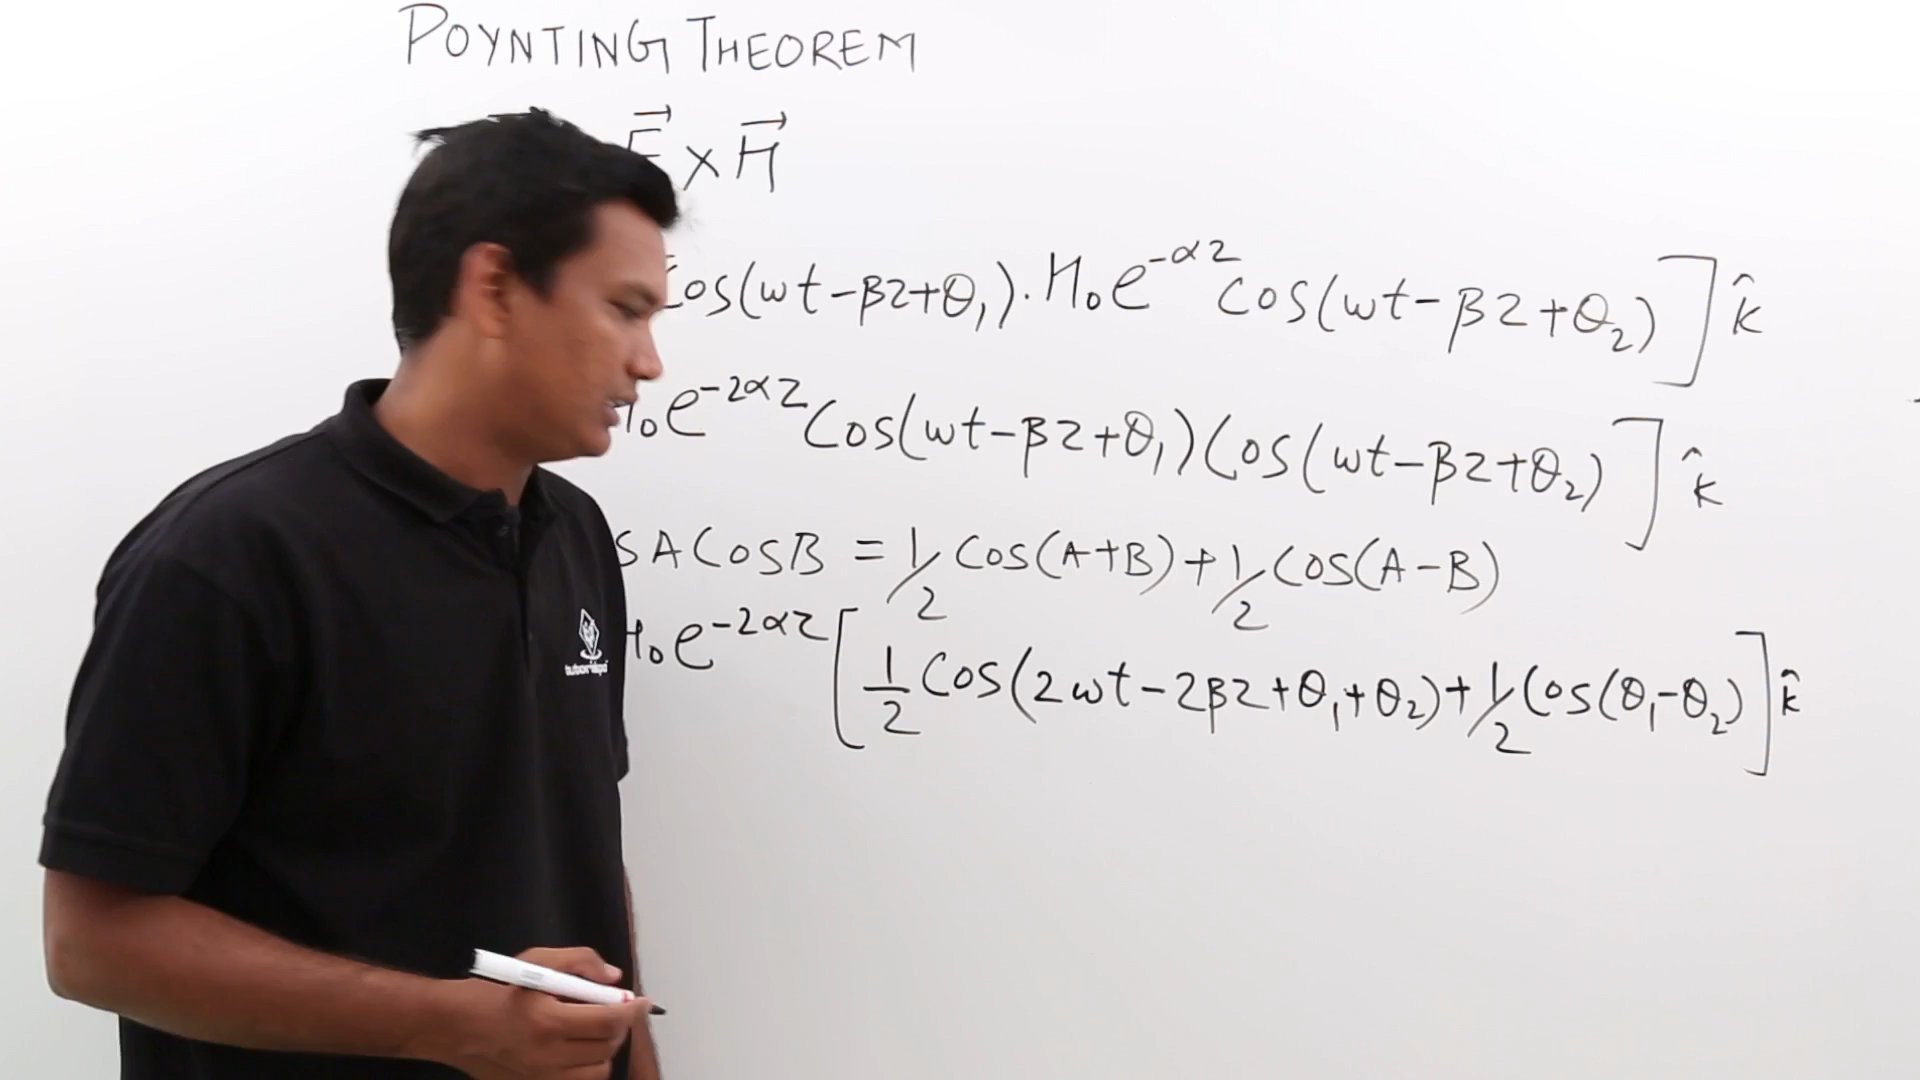 POYNTING THEOREM
E⃗ X H⃗
Cos(ωt-βz+θ₁).H₀e^-αz Cos(ωt-βz+θ₂)] k̂
H₀e^-2αz Cos(ωt-βz+θ₁)Cos(ωt-βz+θ₂)] k̂
SACOSB = 1/2 Cos(A+B)+1/2 Cos(A-B)
H₀e^-2αz [1/2 Cos(2ωt-2βz+θ₁+θ₂)+1/2 Cos(θ₁-θ₂)] k̂